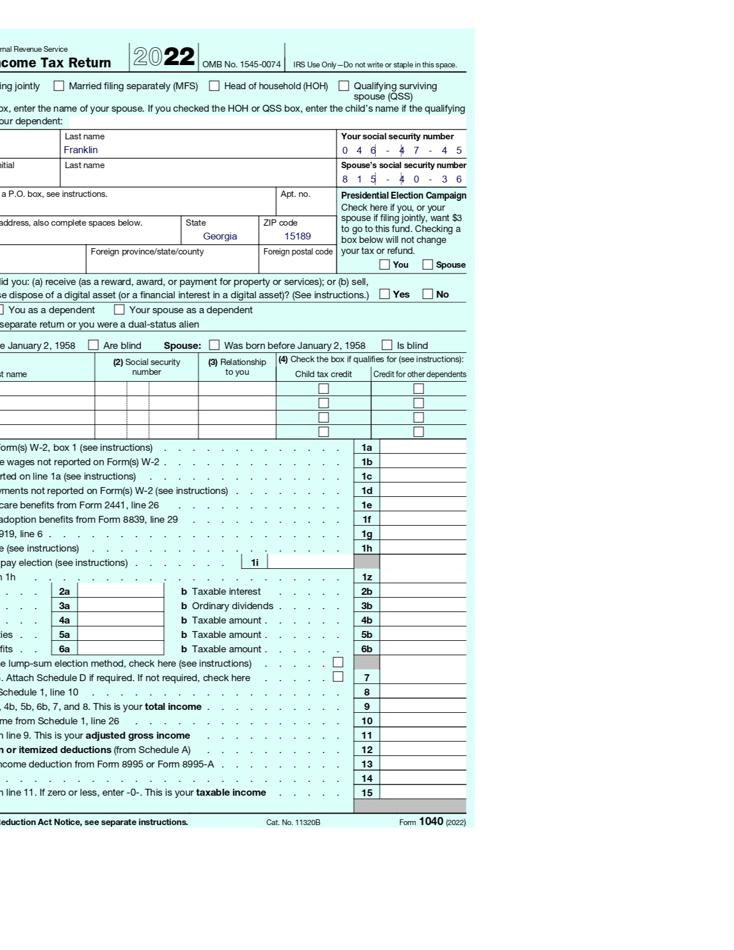 rnal Revenue Service
ncome Tax Return 2022 OMB No. 1545-0074 IRS Use Only—Do not write or staple in this space.
ing jointly Married filing separately (MFS) Head of household (HOH) Qualifying surviving spouse (QSS)
ox, enter the name of your spouse. If you checked the HOH or QSS box, enter the child's name if the qualifying
our dependent:
Last name Your social security number
Franklin 0 4 6 - 4 7 - 4 5
nitial Last name Spouse's social security number
8 1 5 - 4 0 - 3 6
a P.O. box, see instructions. Apt. no. Presidential Election Campaign
Check here if you, or your
spouse if filing jointly, want $3
to go to this fund. Checking a
box below will not change
your tax or refund.
You Spouse
address, also complete spaces below. State ZIP code
Georgia 15189
Foreign province/state/county Foreign postal code
did you: (a) receive (as a reward, award, or payment for property or services); or (b) sell,
se dispose of a digital asset (or a financial interest in a digital asset)? (See instructions.) Yes No
You as a dependent Your spouse as a dependent
separate return or you were a dual-status alien
e January 2, 1958 Are blind Spouse: Was born before January 2, 1958 Is blind
st name (2) Social security number (3) Relationship to you (4) Check the box if qualifies for (see instructions):
Child tax credit Credit for other dependents
Form(s) W-2, box 1 (see instructions) . . . . . . . . . . . . . 1a
e wages not reported on Form(s) W-2 . . . . . . . . . . . . . 1b
rted on line 1a (see instructions) . . . . . . . . . . . . . . 1c
yments not reported on Form(s) W-2 (see instructions) . . . . . . . . 1d
care benefits from Form 2441, line 26 . . . . . . . . . . . . 1e
adoption benefits from Form 8839, line 29 . . . . . . . . . . . 1f
919, line 6 . . . . . . . . . . . . . . . . . . . . 1g
e (see instructions) . . . . . . . . . . . . . . . . . 1h
pay election (see instructions) . . . . . . . 1i
h 1h . . . . . . . . . . . . . . . . . . . . 1z
. . . 2a b Taxable interest . . . . . 2b
. . . 3a b Ordinary dividends . . . . . 3b
. . . 4a b Taxable amount . . . . . . 4b
ties . . 5a b Taxable amount . . . . . . 5b
fits . . 6a b Taxable amount . . . . . . 6b
e lump-sum election method, check here (see instructions) . . . . .
. Attach Schedule D if required. If not required, check here . . . . . 7
Schedule 1, line 10 . . . . . . . . . . . . . . . . . 8
, 4b, 5b, 6b, 7, and 8. This is your total income . . . . . . . . . . 9
me from Schedule 1, line 26 . . . . . . . . . . . . . . 10
n line 9. This is your adjusted gross income . . . . . . . . . . 11
n or itemized deductions (from Schedule A) . . . . . . . . . . 12
ncome deduction from Form 8995 or Form 8995-A . . . . . . . . . 13
. . . . . . . . . . . . . . . . . . . . . . 14
n line 11. If zero or less, enter -0-. This is your taxable income . . . . . 15
eduction Act Notice, see separate instructions. Cat. No. 11320B Form 1040 (2022)